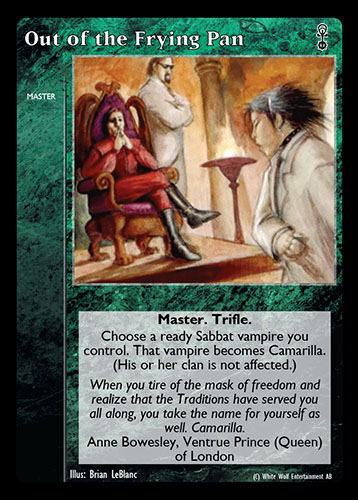 Out of the Frying Pan
MASTER
Master. Trifle.
Choose a ready Sabbat vampire you
control. That vampire becomes Camarilla.
(His or her clan is not affected.)
When you tire of the mask of freedom and
realize that the Traditions have served you
all along, you take the name for yourself as
well. Camarilla.
Anne Bowesley, Ventrue Prince (Queen)
of London
Illus: Brian LeBlanc
(C) White Wolf Entertainment AB